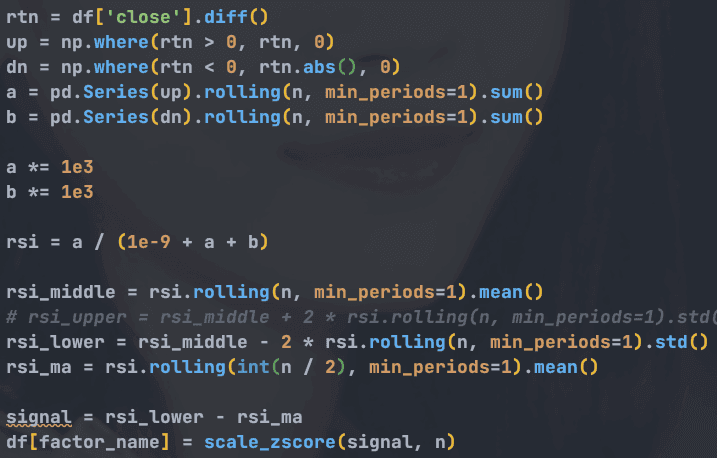 rtn = df['close'].diff()
up = np.where(rtn > 0, rtn, 0)
dn = np.where(rtn < 0, rtn.abs(), 0)
a = pd.Series(up).rolling(n, min_periods=1).sum()
b = pd.Series(dn).rolling(n, min_periods=1).sum()
a *= 1e3
b *= 1e3
rsi = a / (1e-9 + a + b)
rsi_middle = rsi.rolling(n, min_periods=1).mean()
# rsi_upper = rsi_middle + 2 * rsi.rolling(n, min_periods=1).std(
rsi_lower = rsi_middle - 2 * rsi.rolling(n, min_periods=1).std()
rsi_ma = rsi.rolling(int(n / 2), min_periods=1).mean()
signal = rsi_lower - rsi_ma
df[factor_name] = scale_zscore(signal, n)